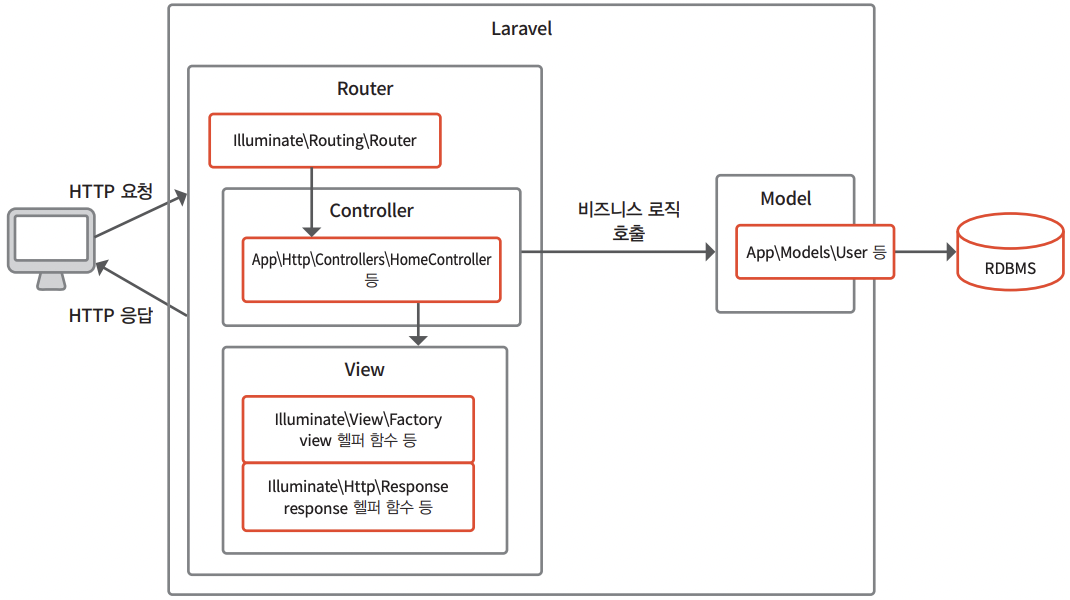 Laravel
Router
Illuminate\Routing\Router
HTTP 요청
Controller
App\Http\Controllers\HomeController
등
비즈니스 로직
호출
Model
App\Models\User 등
RDBMS
HTTP 응답
View
Illuminate\View\Factory
view 헬퍼 함수 등
Illuminate\Http\Response
response 헬퍼 함수 등